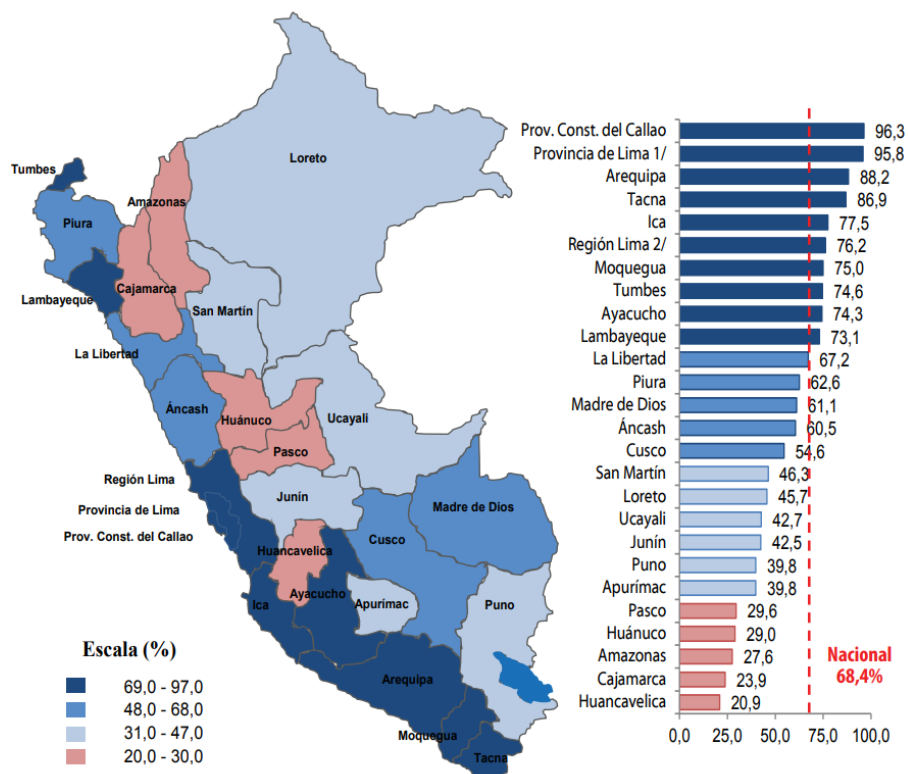 Loreto
Tumbes
Amazonas
Piura
Cajamarca
Lambayeque
San Martín
La Libertad
Áncash
Huánuco
Ucayali
Pasco
Región Lima
Junín
Madre de Dios
Provincia de Lima
Prov. Const. del Callao
Huancavelica
Cusco
Ica
Ayacucho
Apurímac
Puno
Arequipa
Moquegua
Tacna
Escala (%)
69,0 - 97,0
48,0 - 68,0
31,0 - 47,0
20,0 - 30,0
Prov. Const. del Callao 96,3
Provincia de Lima 1/ 95,8
Arequipa 88,2
Tacna 86,9
Ica 77,5
Región Lima 2/ 76,2
Moquegua 75,0
Tumbes 74,6
Ayacucho 74,3
Lambayeque 73,1
La Libertad 67,2
Piura 62,6
Madre de Dios 61,1
Áncash 60,5
Cusco 54,6
San Martín 46,3
Loreto 45,7
Ucayali 42,7
Junín 42,5
Puno 39,8
Apurímac 39,8
Pasco 29,6
Huánuco 29,0
Amazonas 27,6
Cajamarca 23,9
Huancavelica 20,9
Nacional
68,4%
0,0 25,0 50,0 75,0 100,0